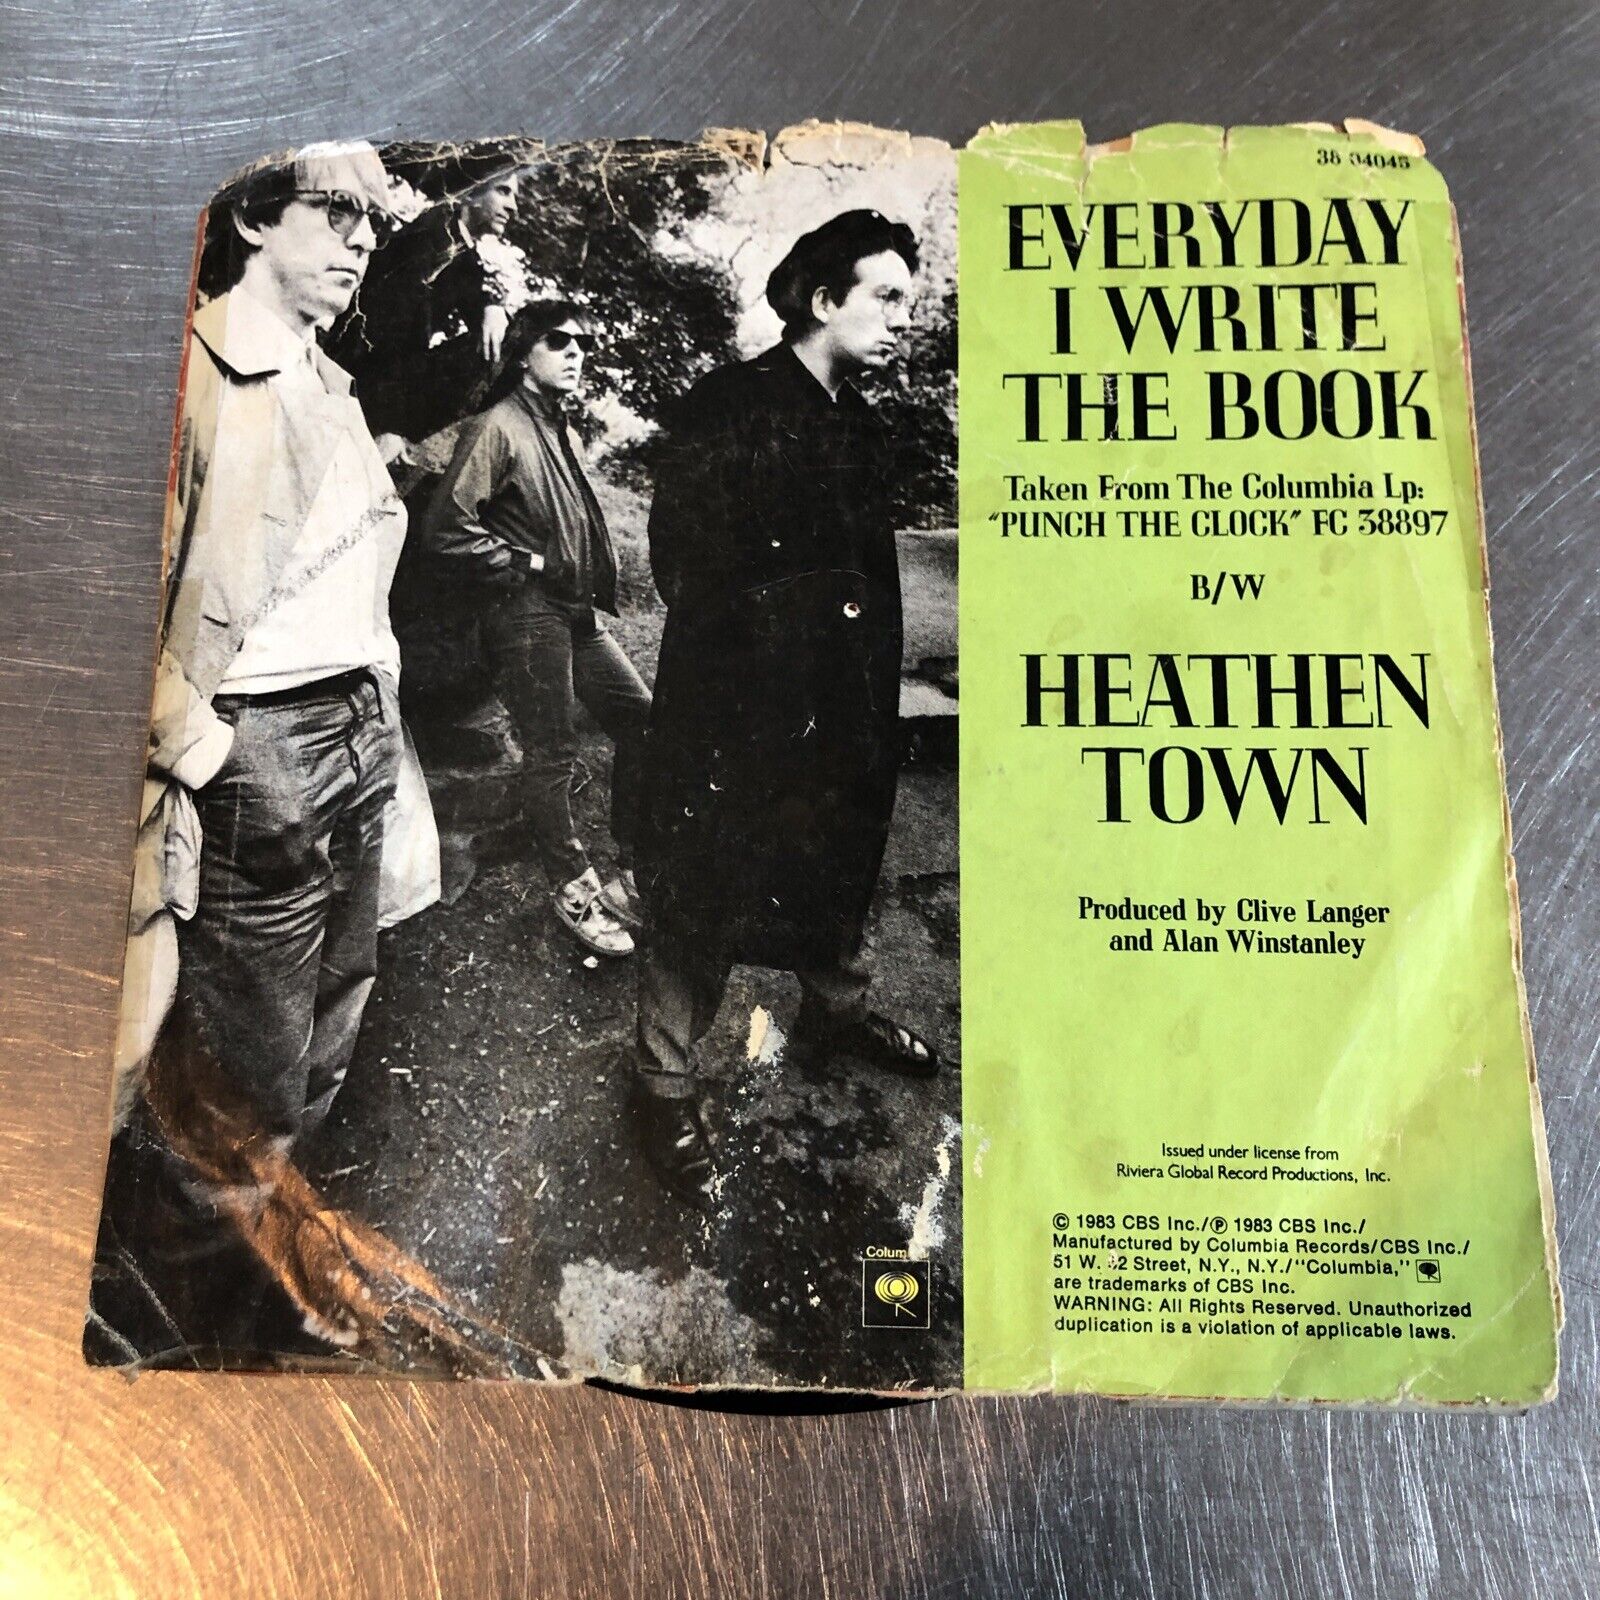 38 04045
EVERYDAY
I WRITE
THE BOOK
Taken From The Columbia Lp:
"PUNCH THE CLOCK" FC 38897
B/W
HEATHEN
TOWN
Produced by Clive Langer
and Alan Winstanley
Issued under license from
Riviera Global Record Productions, Inc.
© 1983 CBS Inc./℗ 1983 CBS Inc./
Manufactured by Columbia Records/CBS Inc./
51 W. 52 Street, N.Y., N.Y./"Columbia,"
are trademarks of CBS Inc.
WARNING: All Rights Reserved. Unauthorized
duplication is a violation of applicable laws.
Columbia